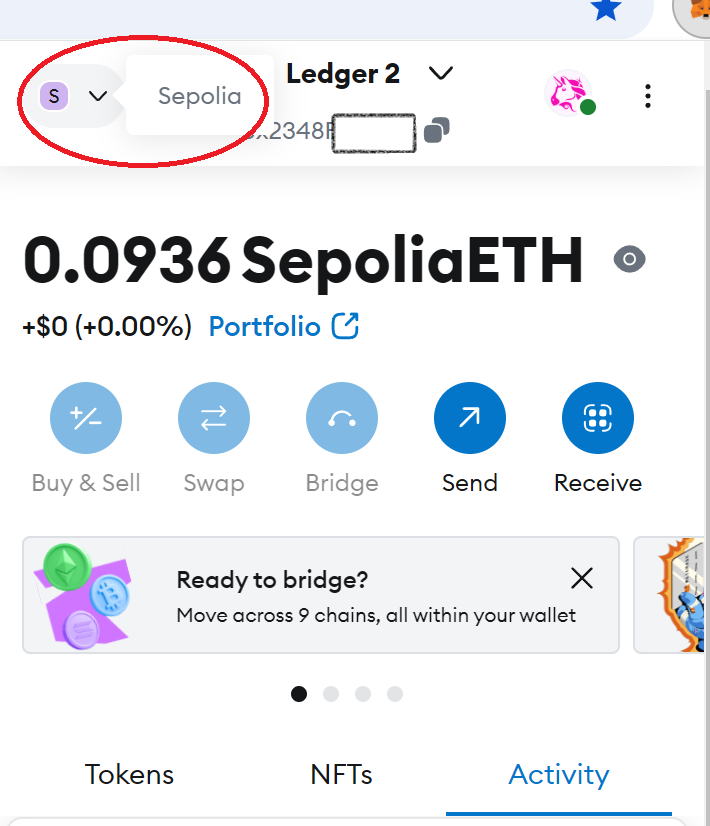 S Sepolia
Ledger 2
0.0936 SepoliaETH
+$0 (+0.00%) Portfolio
Buy & Sell Swap Bridge Send Receive
Ready to bridge?
Move across 9 chains, all within your wallet
Tokens NFTs Activity